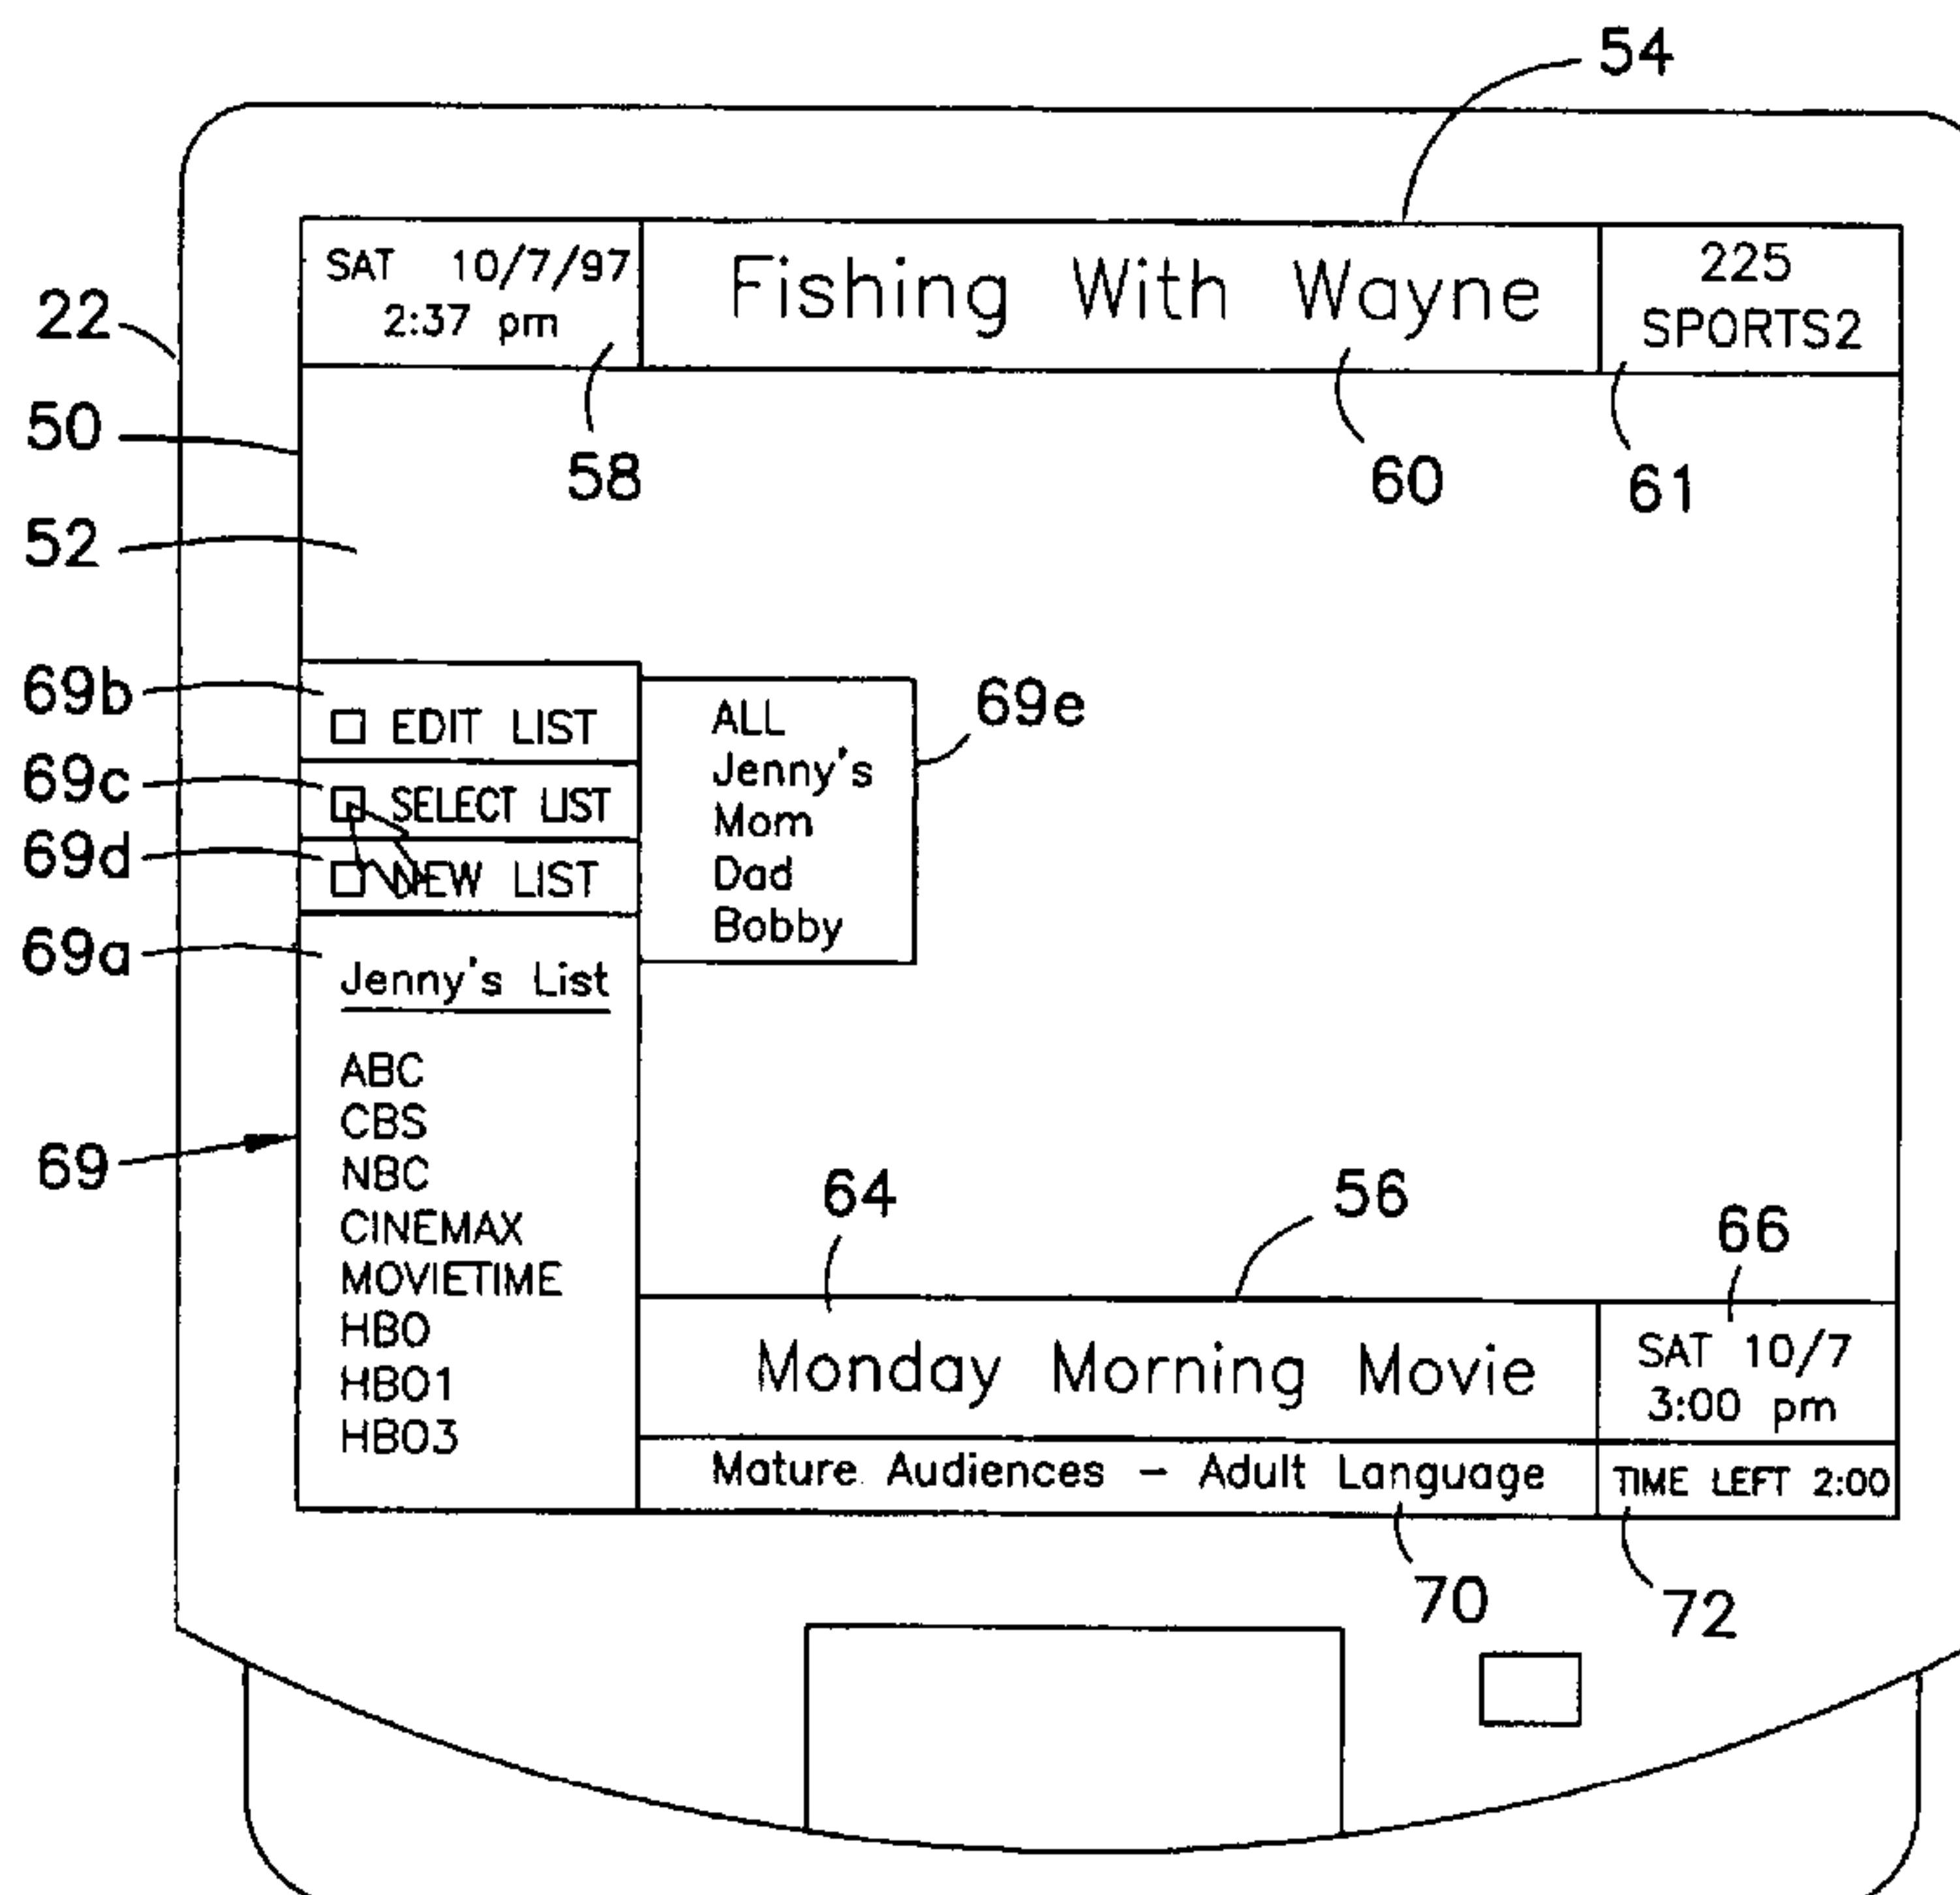 54
SAT 10/7/97
2:37 pm
Fishing With Wayne
225
SPORTS2
22
50
58
60
61
52
69b
EDIT LIST
69c
SELECT LIST
69d
NEW LIST
ALL
Jenny's
Mom
Dad
Bobby
69e
69a
Jenny's List
ABC
CBS
NBC
CINEMAX
MOVIETIME
HBO
HBO1
HBO3
69
64
56
66
Monday Morning Movie
SAT 10/7
3:00 pm
Mature Audiences – Adult Language
TIME LEFT 2:00
70
72